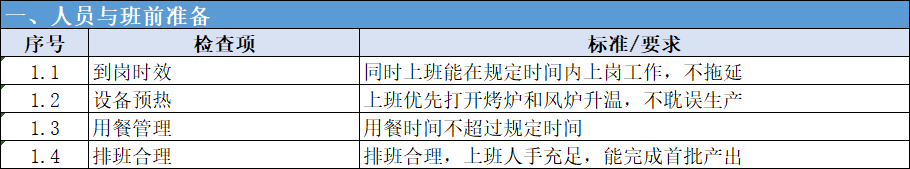 一、人员与班前准备
序号 检查项 标准/要求
1.1 到岗时效 同时上班能在规定时间内上岗工作，不拖延
1.2 设备预热 上班优先打开烤炉和风炉升温，不耽误生产
1.3 用餐管理 用餐时间不超过规定时间
1.4 排班合理 排班合理，上班人手充足，能完成首批产出